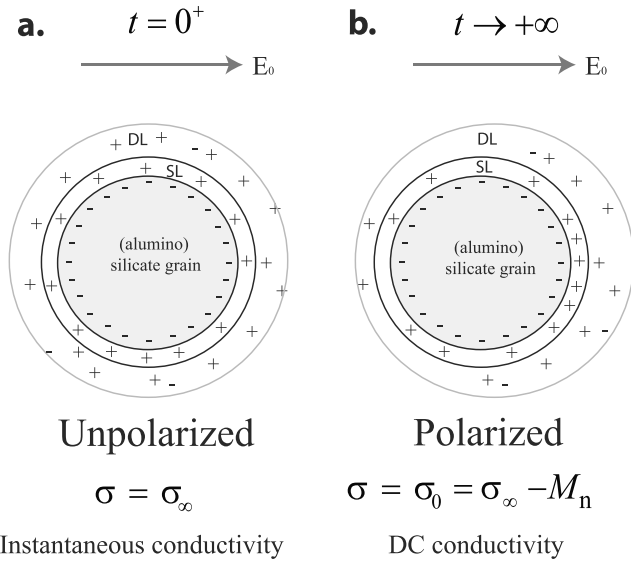 a.
t = 0⁺
E₀
DL
SL
(alumino)
silicate grain
Unpolarized
σ = σ∞
Instantaneous conductivity
b.
t → +∞
E₀
DL
SL
(alumino)
silicate grain
Polarized
σ = σ₀ = σ∞ −Mₙ
DC conductivity